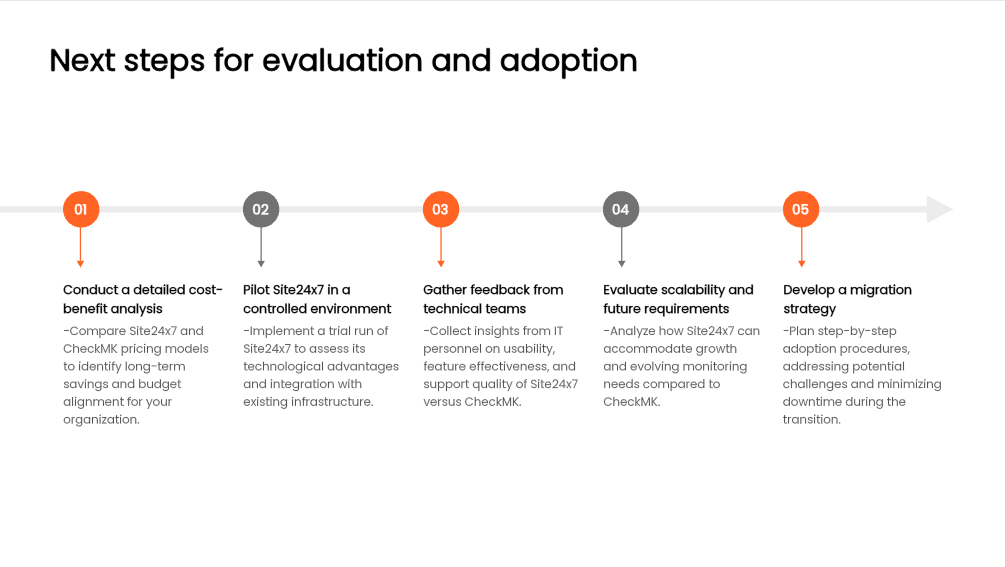 Next steps for evaluation and adoption
01
02
03
04
05
Conduct a detailed cost-
benefit analysis
-Compare Site24x7 and
CheckMK pricing models
to identify long-term
savings and budget
alignment for your
organization.
Pilot Site24x7 in a
controlled environment
-Implement a trial run of
Site24x7 to assess its
technological advantages
and integration with
existing infrastructure.
Gather feedback from
technical teams
-Collect insights from IT
personnel on usability,
feature effectiveness, and
support quality of Site24x7
versus CheckMK.
Evaluate scalability and
future requirements
-Analyze how Site24x7 can
accommodate growth
and evolving monitoring
needs compared to
CheckMK.
Develop a migration
strategy
-Plan step-by-step
adoption procedures,
addressing potential
challenges and minimizing
downtime during the
transition.